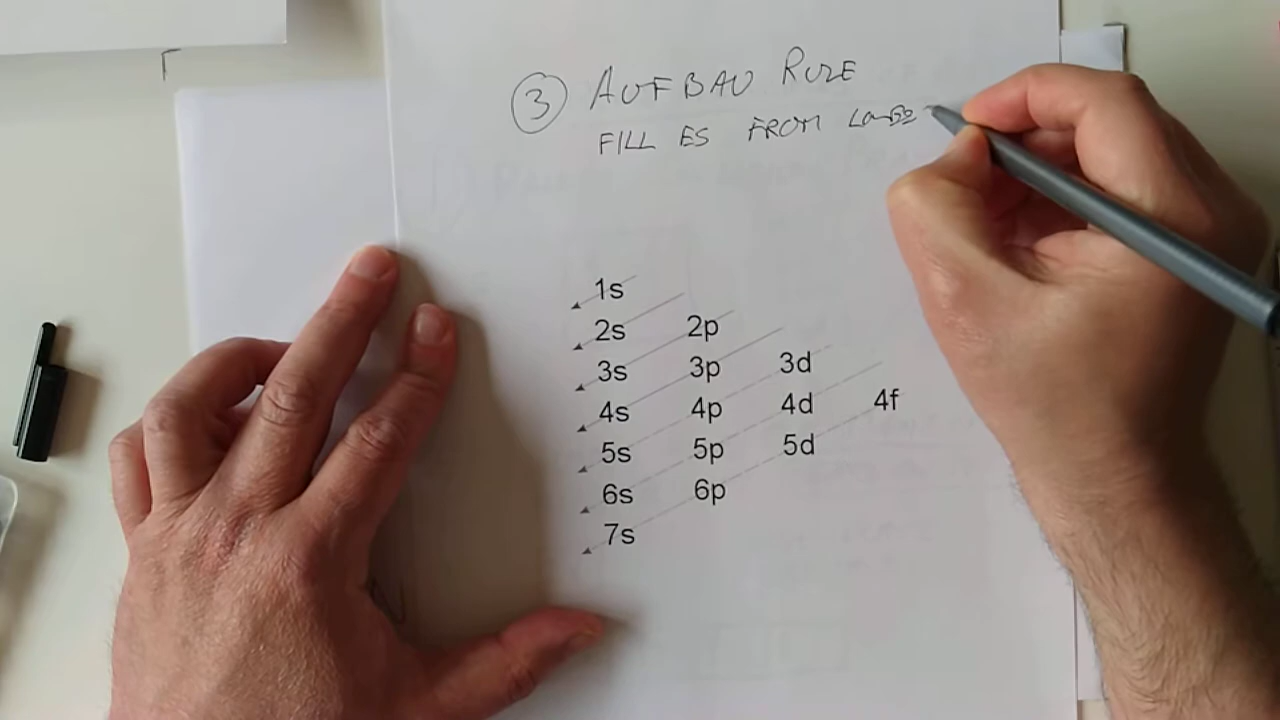 ③ AUFBAU RULE
FILL ES FROM
1s
2s 2p
3s 3p 3d
4s 4p 4d 4f
5s 5p 5d
6s 6p
7s